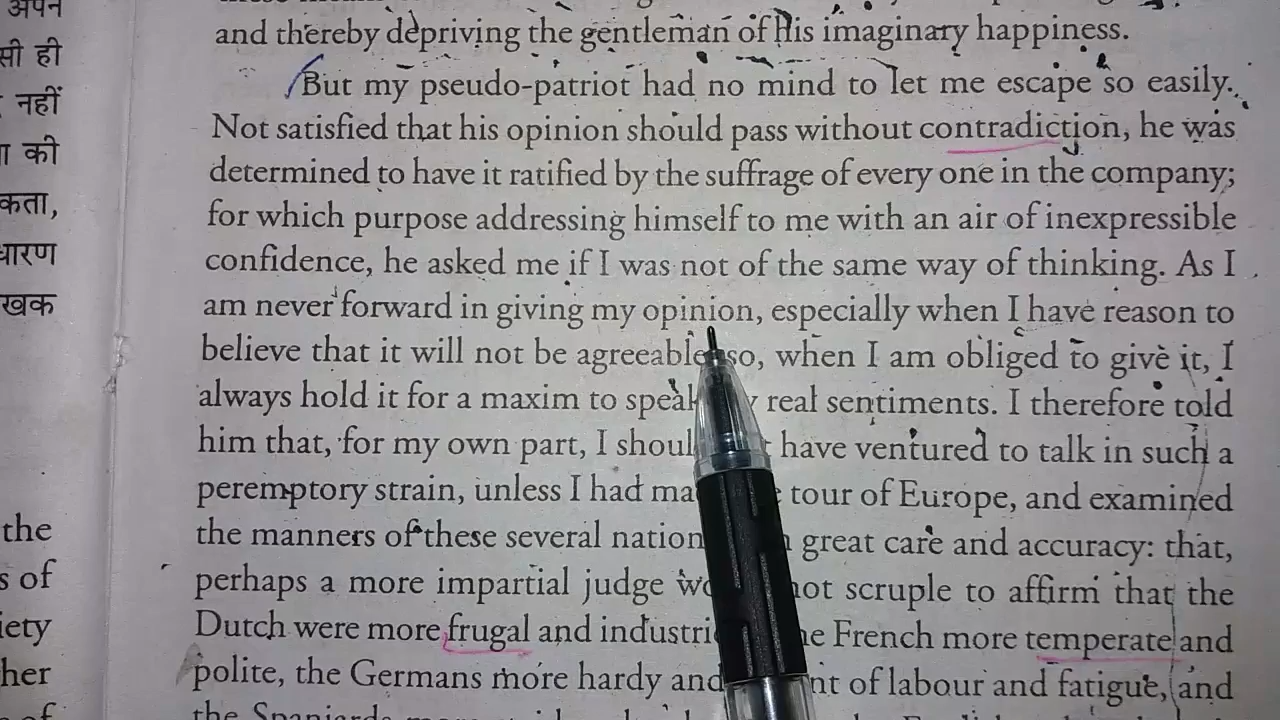 अपने
सी ही
नहीं
ा की
कता,
धारण
खक
the
s of
iety
her
of
and thereby depriving the gentleman of his imaginary happiness.
But my pseudo-patriot had no mind to let me escape so easily.
Not satisfied that his opinion should pass without contradiction, he was
determined to have it ratified by the suffrage of every one in the company;
for which purpose addressing himself to me with an air of inexpressible
confidence, he asked me if I was not of the same way of thinking. As I
am never forward in giving my opinion, especially when I have reason to
believe that it will not be agreeable so, when I am obliged to give it, I
always hold it for a maxim to speak real sentiments. I therefore told
him that, for my own part, I shoul have ventured to talk in such a
peremptory strain, unless I had ma tour of Europe, and examined
the manners of these several nation great care and accuracy: that,
perhaps a more impartial judge wo not scruple to affirm that the
Dutch were more frugal and industri e French more temperate and
polite, the Germans more hardy and nt of labour and fatigue, and
the Spaniards